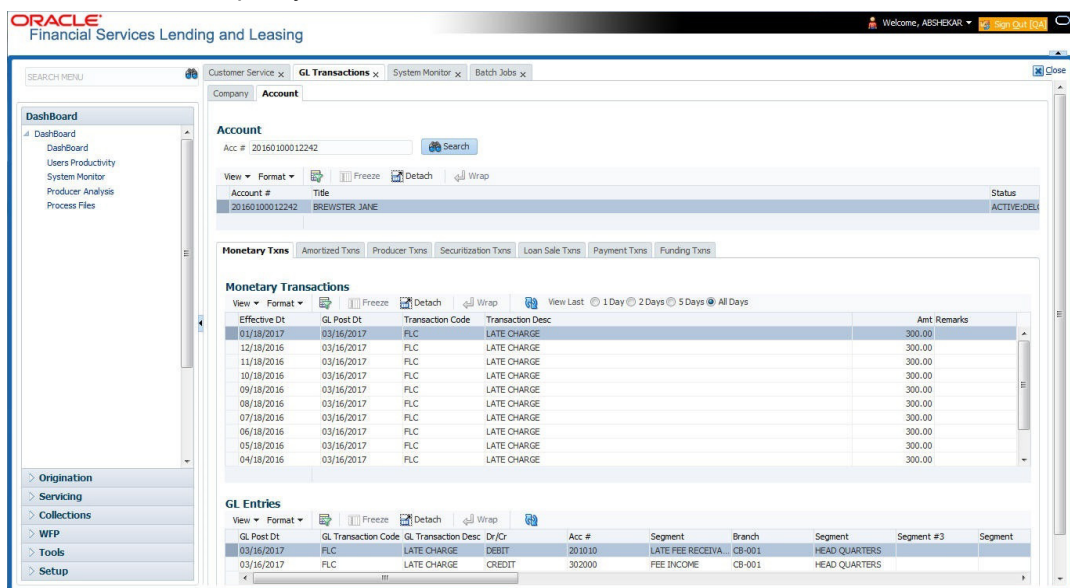 ORACLE
Financial Services Lending and Leasing
Welcome, ABSHEKAR
Sign Out [QA]
SEARCH MENU
Customer Service x GL Transactions x System Monitor x Batch Jobs x
Close
Company Account
DashBoard
DashBoard
DashBoard
Users Productivity
System Monitor
Producer Analysis
Process Files
Origination
Servicing
Collections
WFP
Tools
Setup
Account
Acc # 20160100012242 Search
View Format Freeze Detach Wrap
Account # Title Status
20160100012242 BREWSTER JANE ACTIVE:DEL
Monetary Txns Amortized Txns Producer Txns Securitization Txns Loan Sale Txns Payment Txns Funding Txns
Monetary Transactions
View Format Freeze Detach Wrap View Last 1 Day 2 Days 5 Days All Days
Effective Dt GL Post Dt Transaction Code Transaction Desc Amt Remarks
01/18/2017 03/16/2017 FLC LATE CHARGE 300.00
12/18/2016 03/16/2017 FLC LATE CHARGE 300.00
11/18/2016 03/16/2017 FLC LATE CHARGE 300.00
10/18/2016 03/16/2017 FLC LATE CHARGE 300.00
09/18/2016 03/16/2017 FLC LATE CHARGE 300.00
08/18/2016 03/16/2017 FLC LATE CHARGE 300.00
07/18/2016 03/16/2017 FLC LATE CHARGE 300.00
06/18/2016 03/16/2017 FLC LATE CHARGE 300.00
05/18/2016 03/16/2017 FLC LATE CHARGE 300.00
04/18/2016 03/16/2017 FLC LATE CHARGE 300.00
GL Entries
View Format Freeze Detach Wrap
GL Post Dt GL Transaction Code GL Transaction Desc Dr/Cr Acc # Segment Branch Segment Segment #3 Segment
03/16/2017 FLC LATE CHARGE DEBIT 201010 LATE FEE RECEIVA... CB-001 HEAD QUARTERS
03/16/2017 FLC LATE CHARGE CREDIT 302000 FEE INCOME CB-001 HEAD QUARTERS